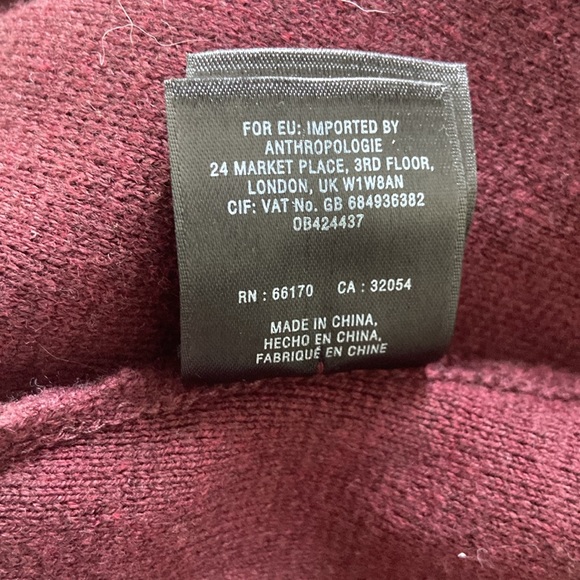 FOR EU: IMPORTED BY
ANTHROPOLOGIE
24 MARKET PLACE, 3RD FLOOR,
LONDON, UK W1W8AN
CIF: VAT No. GB 684936382
0B424437
RN : 66170 CA : 32054
MADE IN CHINA,
HECHO EN CHINA,
FABRIQUÉ EN CHINE